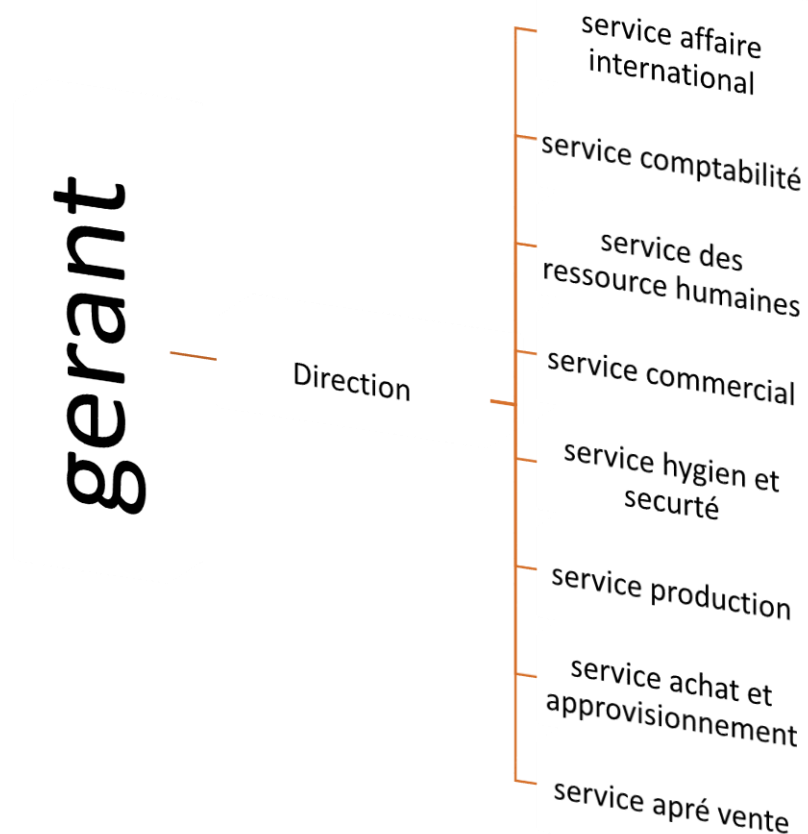 gerant
Direction
service affaire
international
service comptabilité
service des
ressource humaines
service commercial
service hygien et
securté
service production
service achat et
approvisionnement
service apré vente